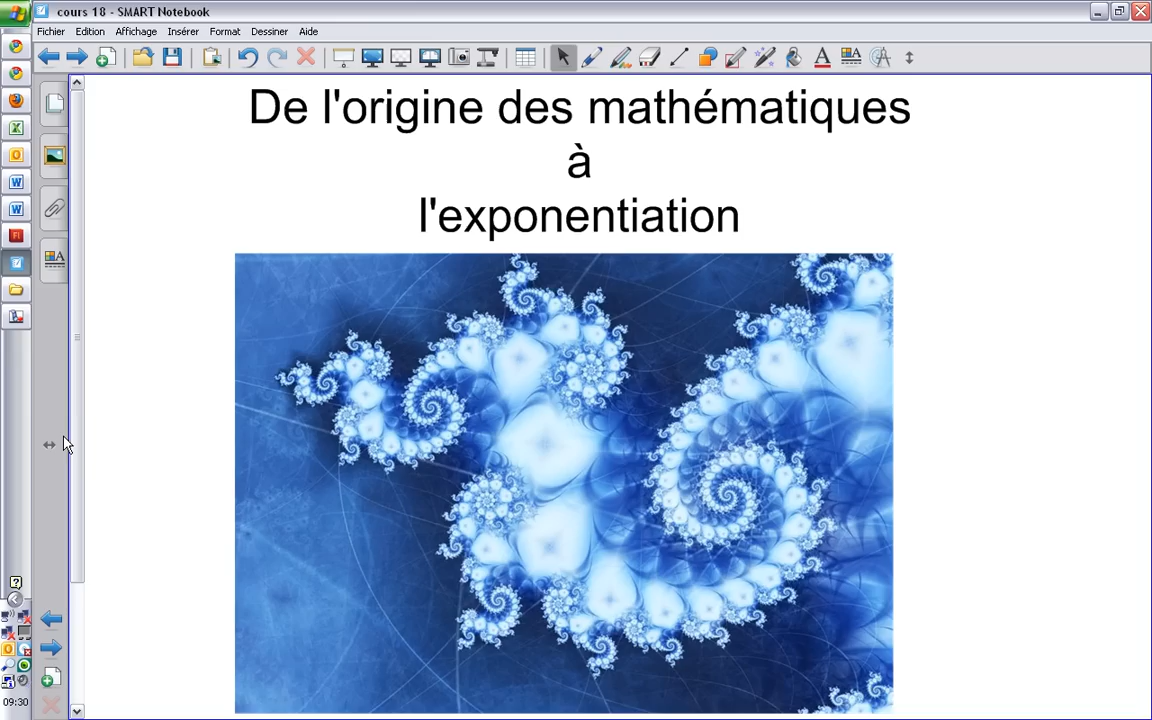 cours 18 - SMART Notebook
Fichier Edition Affichage Insérer Format Dessiner Aide
De l'origine des mathématiques
à
l'exponentiation
09:30